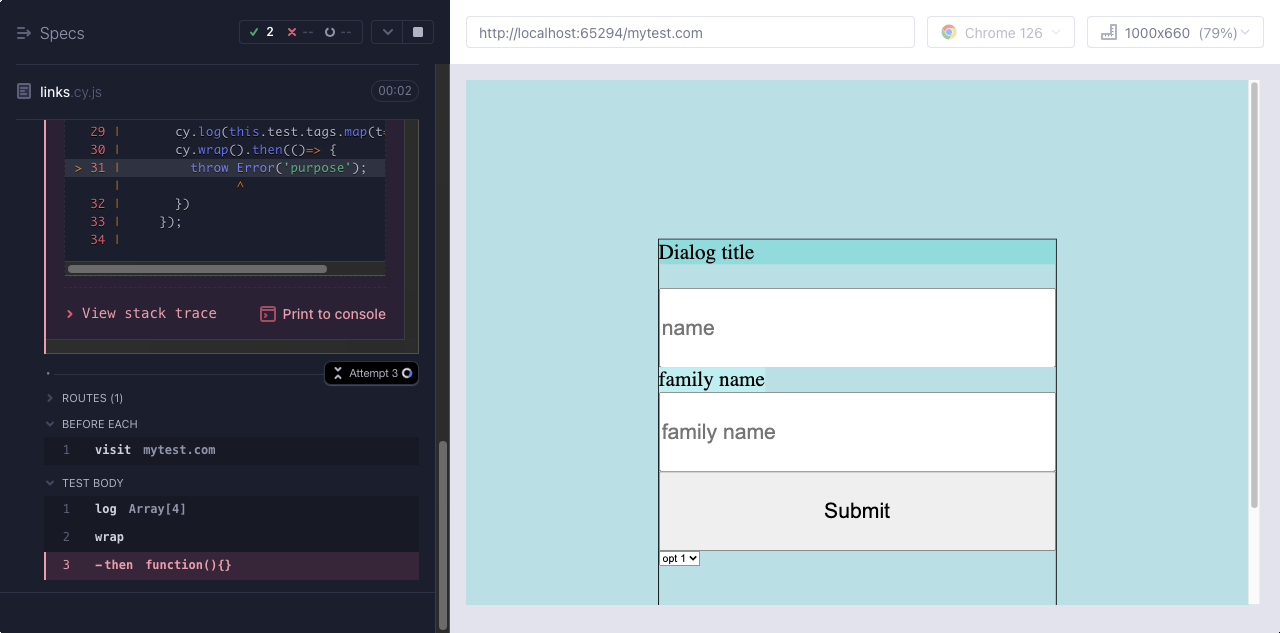 Specs
2
--
--
links.cy.js
00:02
29 | cy.log(this.test.tags.map(t=
30 | cy.wrap().then(()=> {
> 31 | throw Error('purpose');
| ^
32 | })
33 | });
34 |
View stack trace
Print to console
Attempt 3
ROUTES (1)
BEFORE EACH
1 visit mytest.com
TEST BODY
1 log Array[4]
2 wrap
3 -then function(){}
http://localhost:65294/mytest.com
Chrome 126
1000x660 (79%)
Dialog title
name
family name
family name
Submit
opt 1